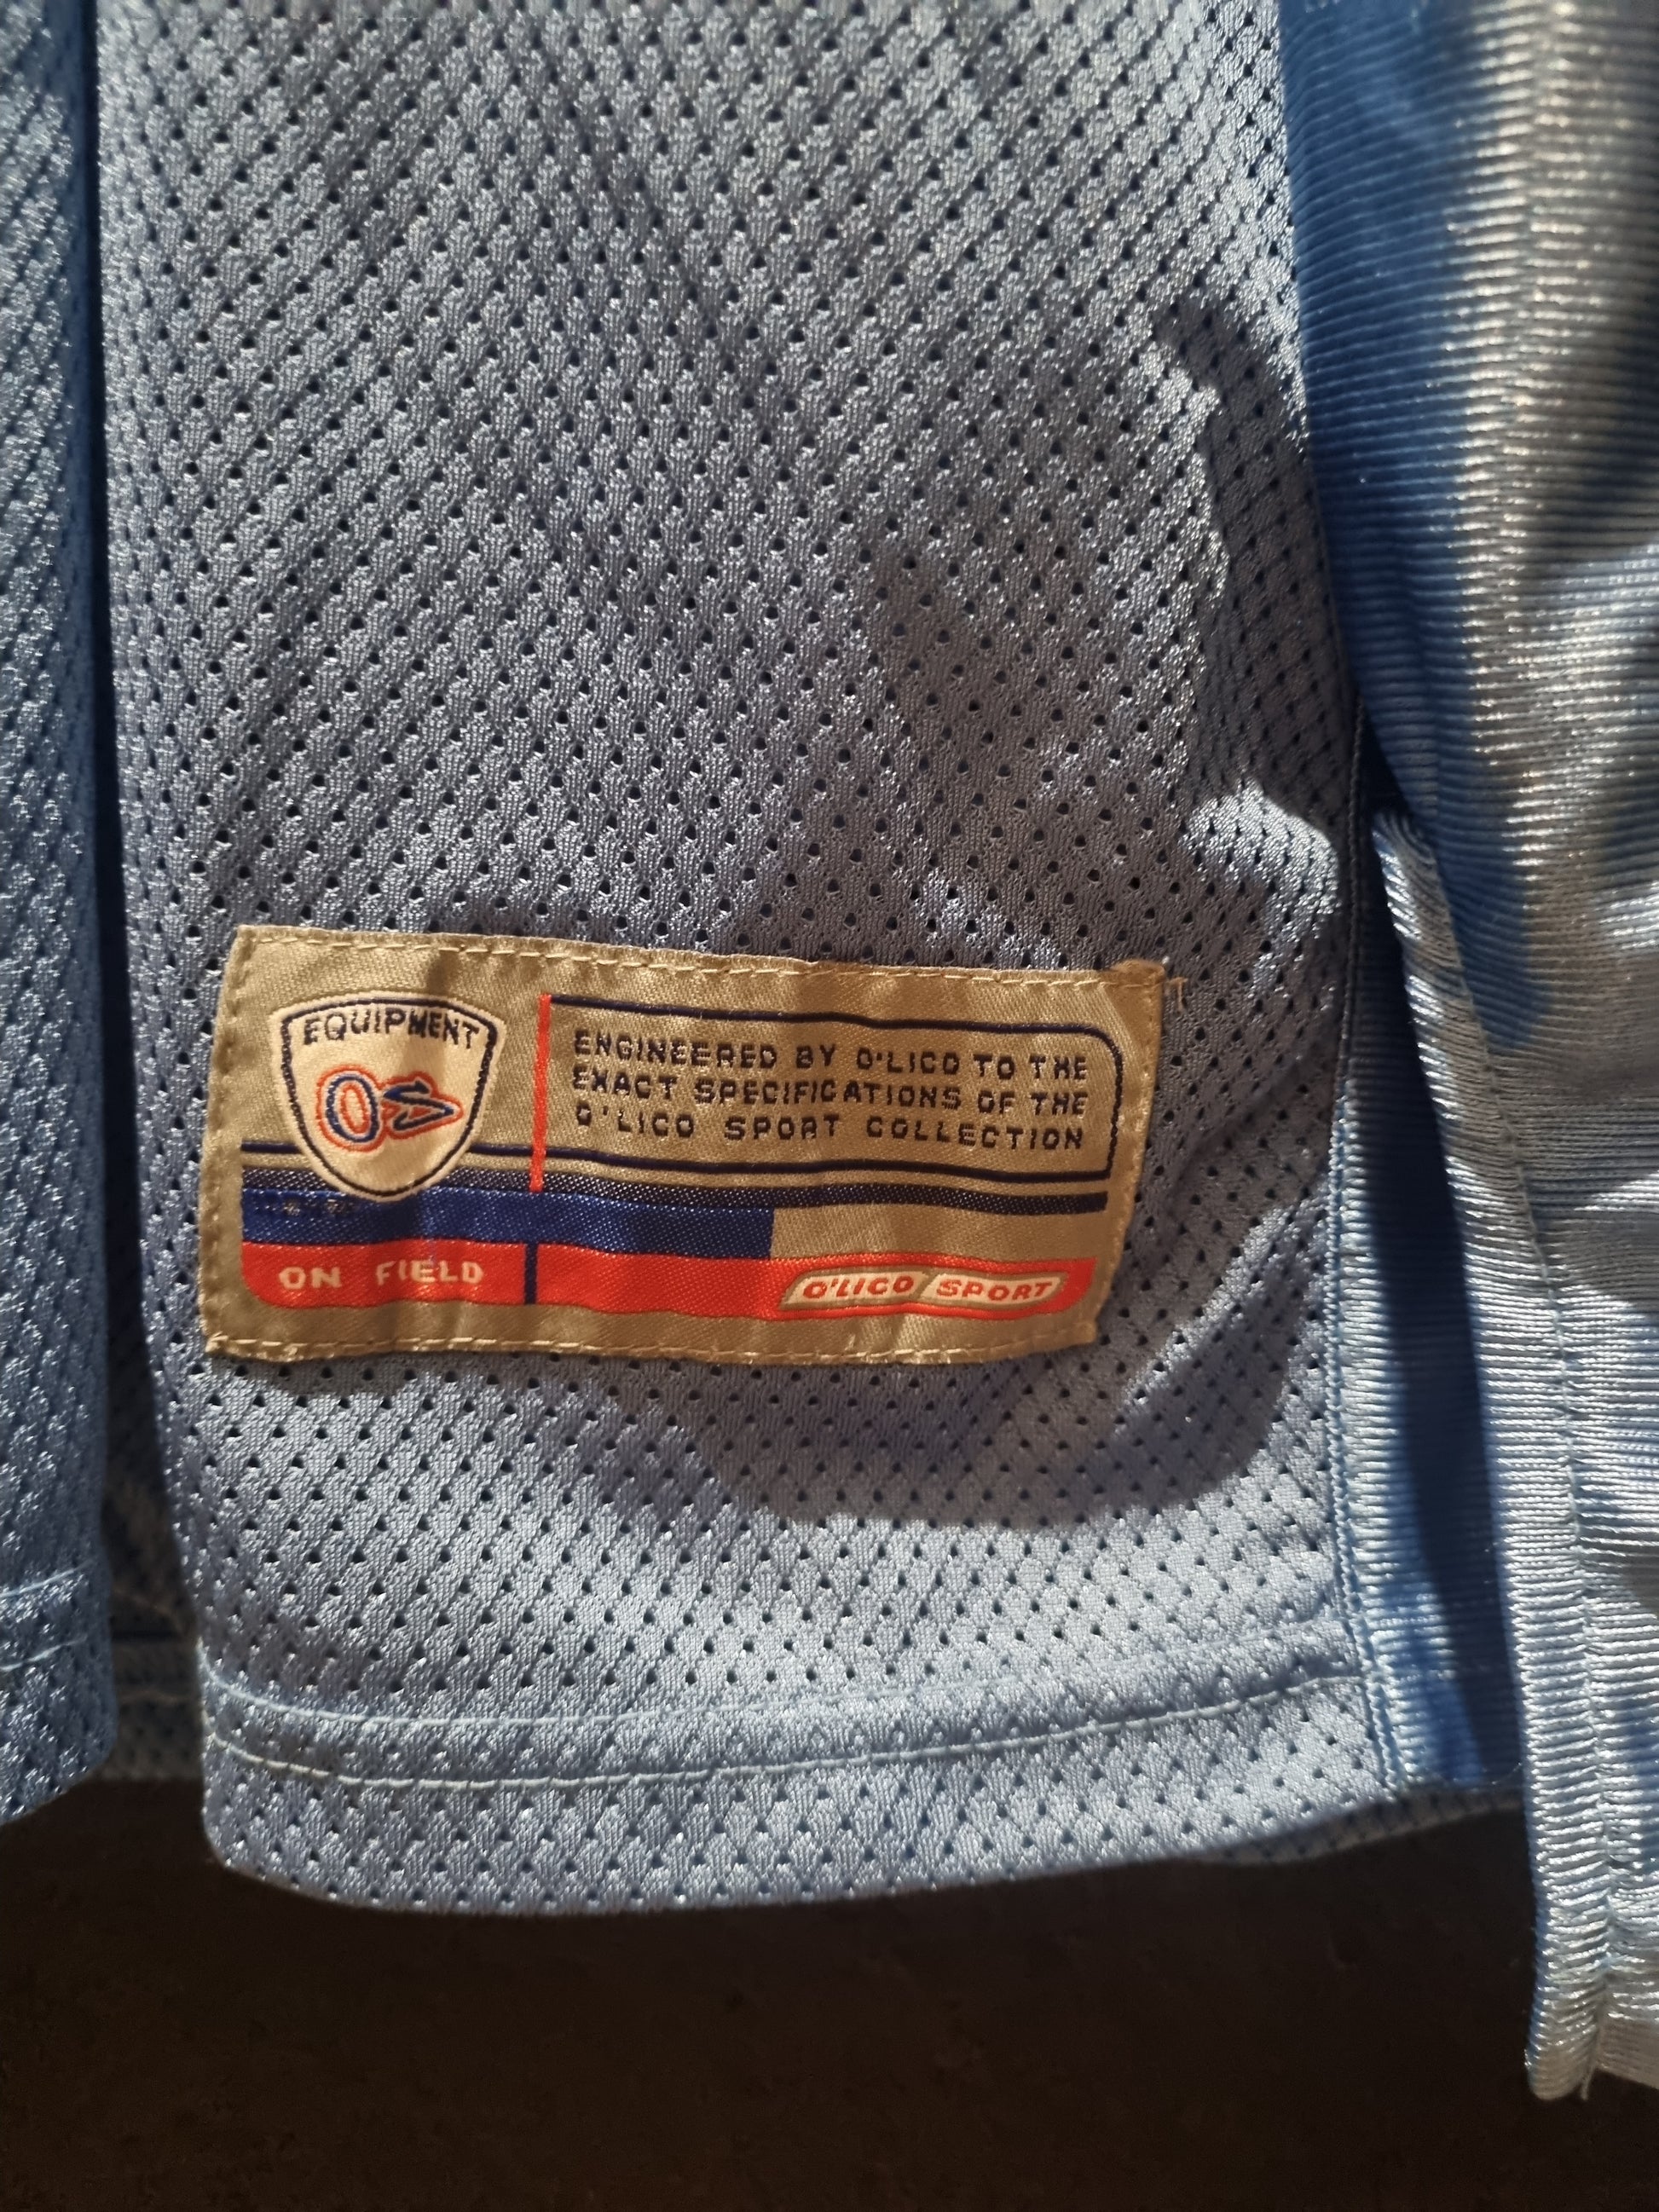 EQUIPMENT
ENGINEERED BY O'LICO TO THE
EXACT SPECIFICATIONS OF THE
O'LICO SPORT COLLECTION
ON FIELD
O'LICO SPORT